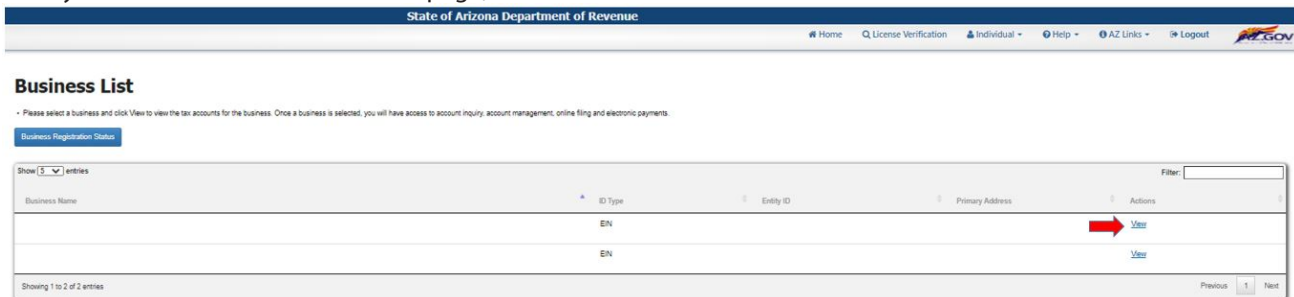 State of Arizona Department of Revenue
Home License Verification Individual Help AZ Links Logout AZ.GOV
Business List
• Please select a business and click View to view the tax accounts for the business. Once a business is selected, you will have access to account inquiry, account management, online filing and electronic payments.
Business Registration Status
Show 5 entries Filter:
Business Name ID Type Entity ID Primary Address Actions
EIN View
EIN View
Showing 1 to 2 of 2 entries Previous 1 Next